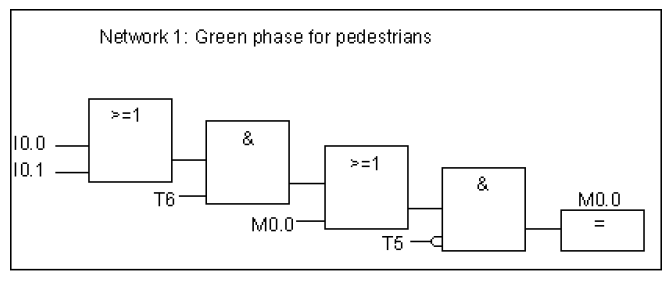 Network 1: Green phase for pedestrians
>=1
I0.0
I0.1
&
T6
>=1
M0.0
&
T5
M0.0
=